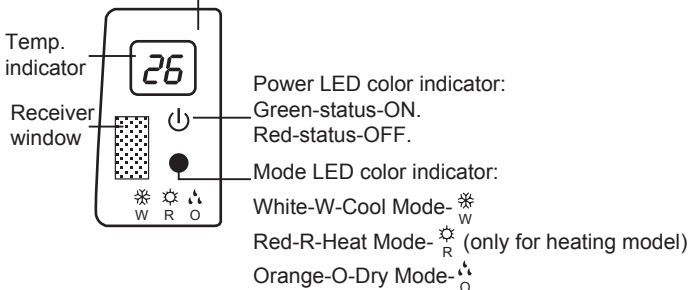 Temp.
indicator
26
Receiver
window
Power LED color indicator:
Green-status-ON.
Red-status-OFF.
Mode LED color indicator:
W R O
White-W-Cool Mode- W
Red-R-Heat Mode- R (only for heating model)
Orange-O-Dry Mode- O